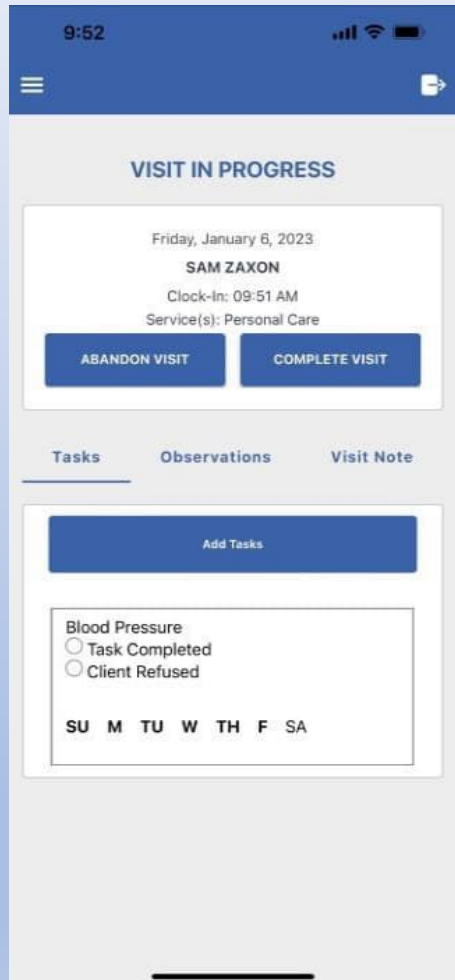 9:52
VISIT IN PROGRESS
Friday, January 6, 2023
SAM ZAXON
Clock-In: 09:51 AM
Service(s): Personal Care
ABANDON VISIT COMPLETE VISIT
Tasks Observations Visit Note
Add Tasks
Blood Pressure
Task Completed
Client Refused
SU M TU W TH F SA